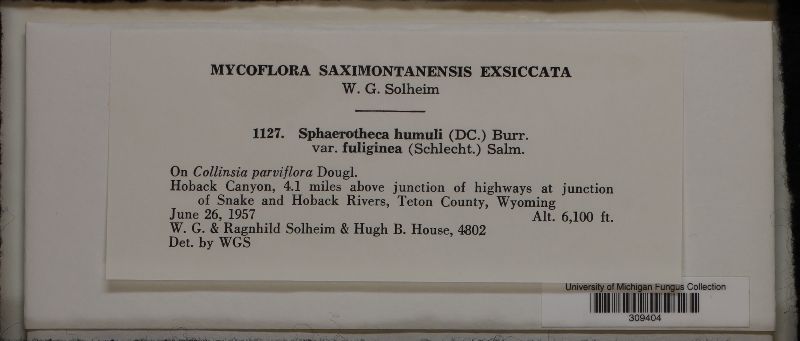 MYCOFLORA SAXIMONTANENSIS EXSICCATA
W. G. Solheim
1127. Sphaerotheca humuli (DC.) Burr.
var. fuliginea (Schlecht.) Salm.
On Collinsia parviflora Dougl.
Hoback Canyon, 4.1 miles above junction of highways at junction
of Snake and Hoback Rivers, Teton County, Wyoming
June 26, 1957 Alt. 6,100 ft.
W. G. & Ragnhild Solheim & Hugh B. House, 4802
Det. by WGS
University of Michigan Fungus Collection
309404